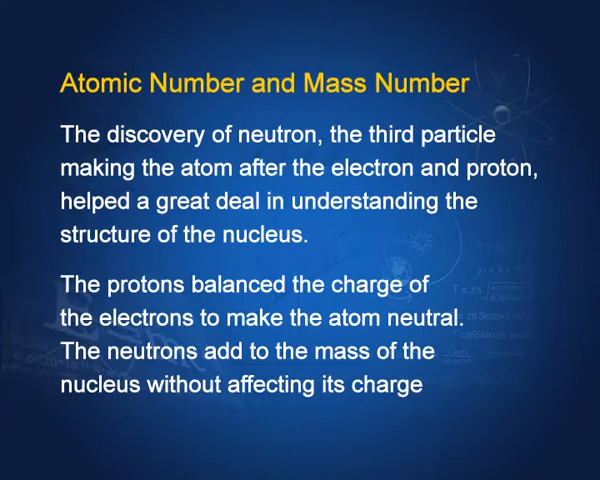 Atomic Number and Mass Number
The discovery of neutron, the third particle
making the atom after the electron and proton,
helped a great deal in understanding the
structure of the nucleus.
The protons balanced the charge of
the electrons to make the atom neutral.
The neutrons add to the mass of the
nucleus without affecting its charge